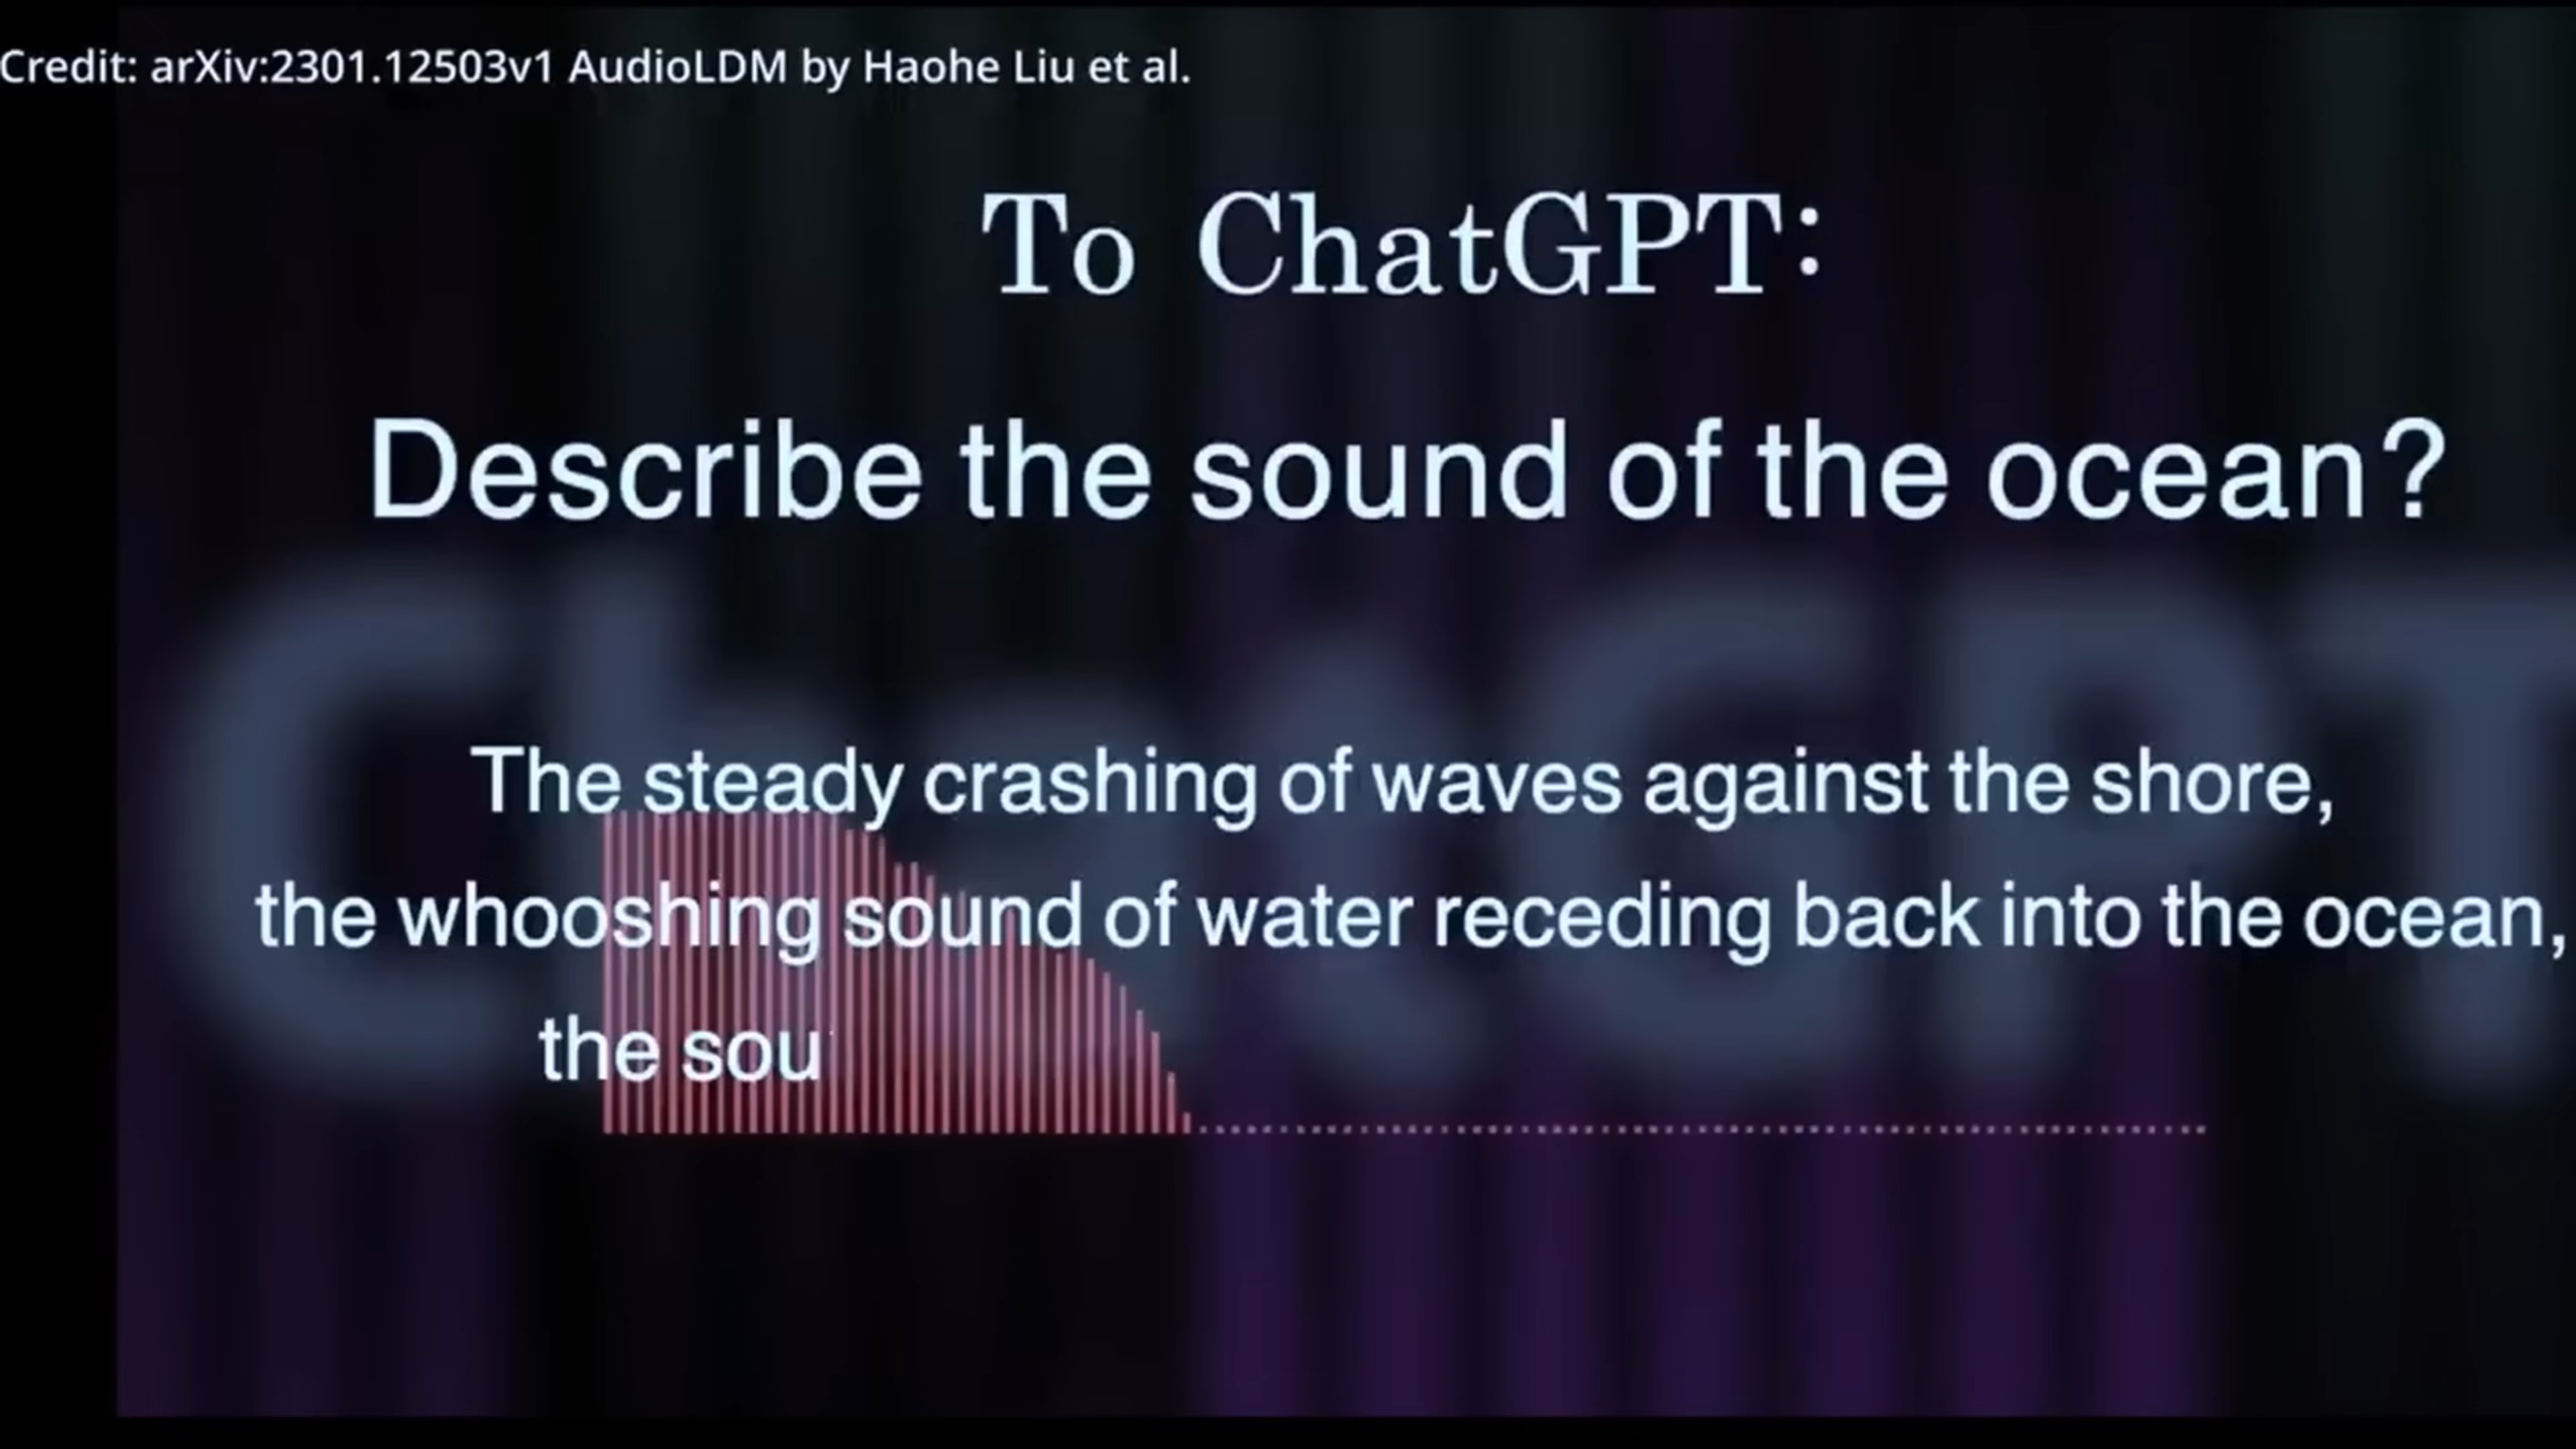 Credit: arXiv:2301.12503v1 AudioLDM by Haohe Liu et al.
To ChatGPT:
Describe the sound of the ocean?
ChatGPT
The steady crashing of waves against the shore,
the whooshing sound of water receding back into the ocean,
the sou